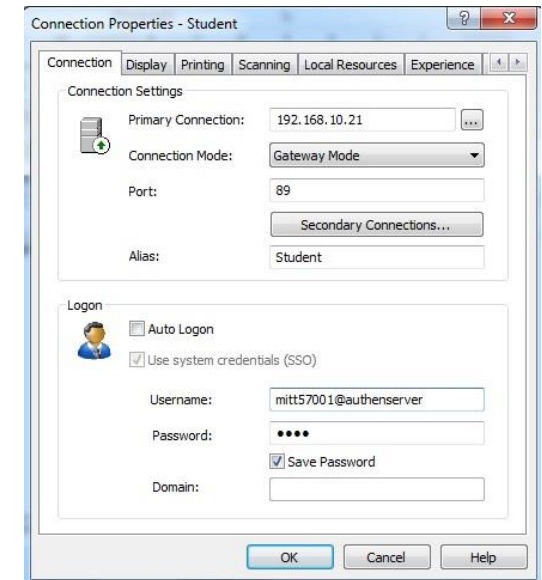 Connection Properties - Student
Connection Display Printing Scanning Local Resources Experience
Connection Settings
Primary Connection: 192.168.10.21 ...
Connection Mode: Gateway Mode
Port: 89
Secondary Connections...
Alias: Student
Logon
Auto Logon
Use system credentials (SSO)
Username: mitt57001@authenserver
Password: ••••
Save Password
Domain:
OK Cancel Help